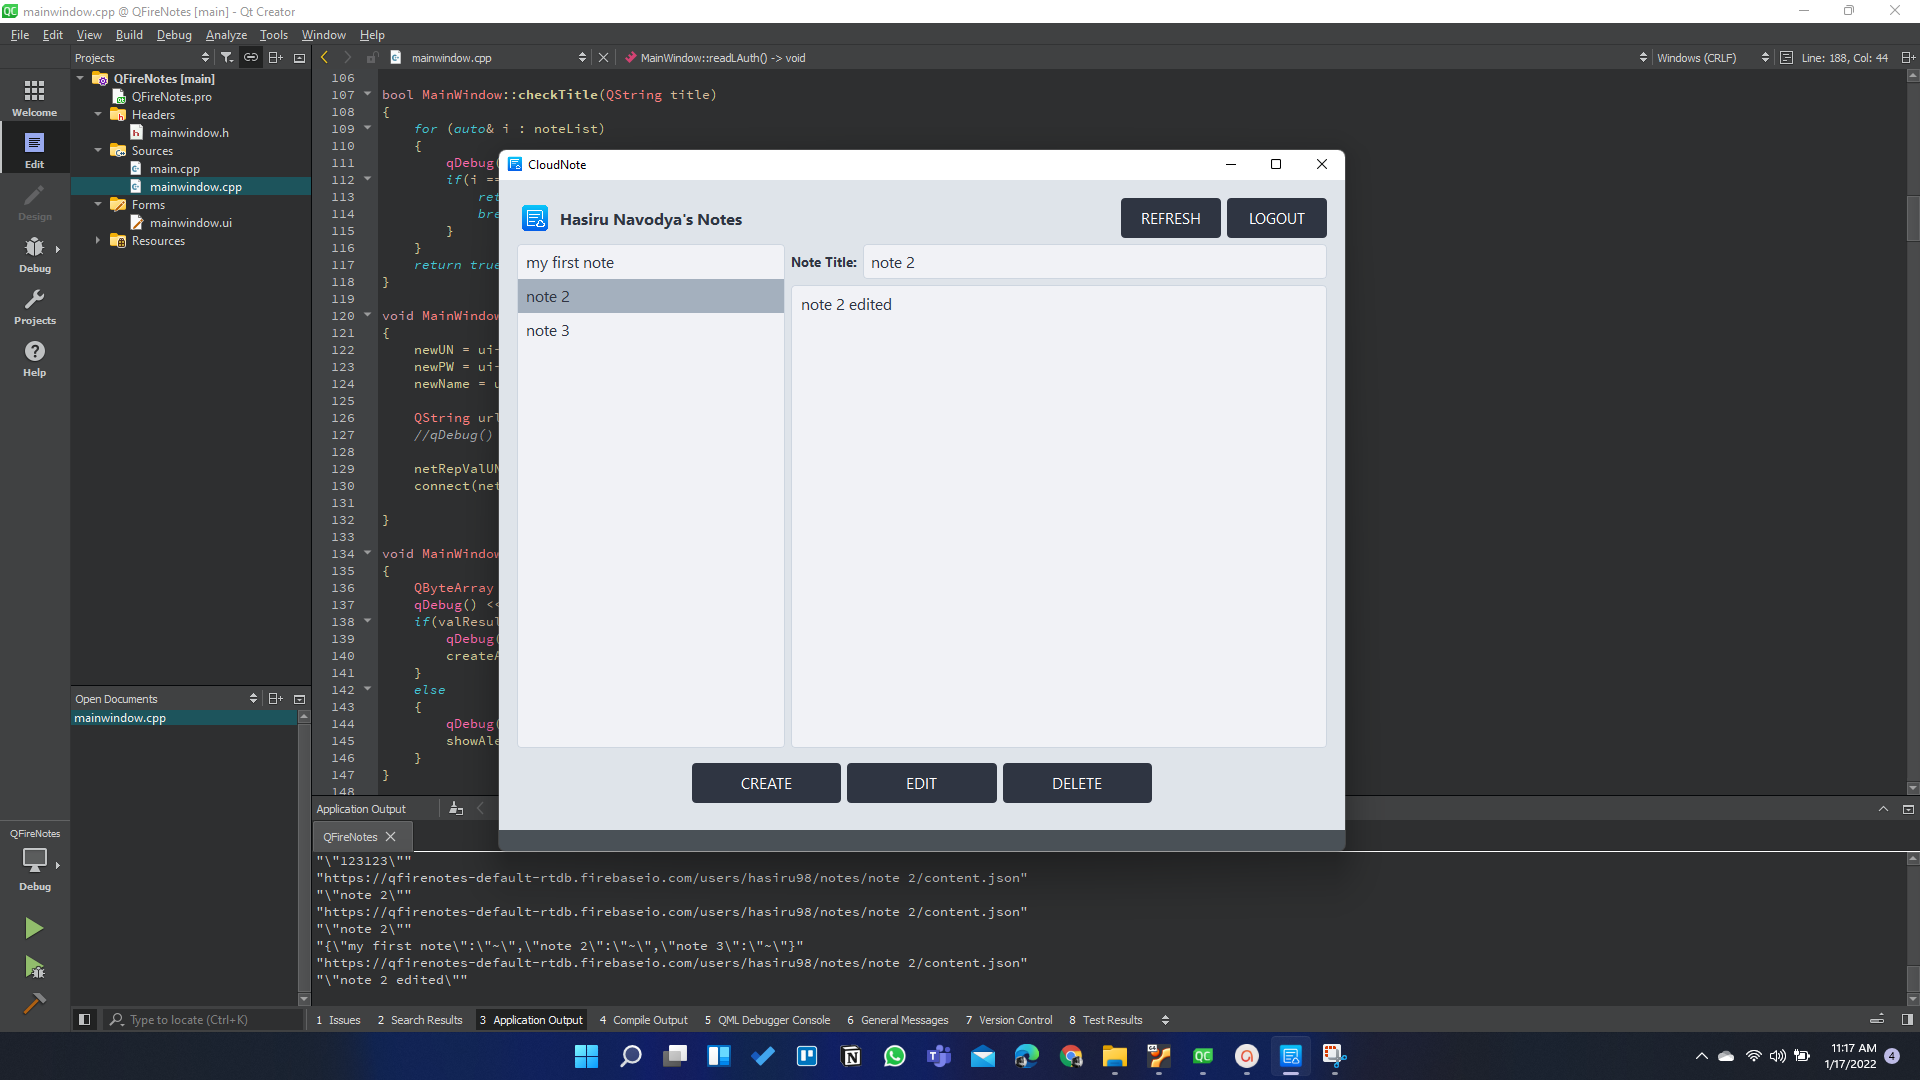 mainwindow.cpp @ QFireNotes [main] - Qt Creator
File Edit View Build Debug Analyze Tools Window Help
Projects
mainwindow.cpp
MainWindow::readLAuth() -> void
Windows (CRLF)
Line: 188, Col: 44
Welcome
Edit
Design
Debug
Projects
Help
QFireNotes [main]
QFireNotes.pro
Headers
mainwindow.h
Sources
main.cpp
mainwindow.cpp
Forms
mainwindow.ui
Resources
106
107 bool MainWindow::checkTitle(QString title)
108 {
109 for (auto& i : noteList)
110 {
111 qDebug(
112 if(i ==
113 ret
114 bre
115 }
116 }
117 return true
118 }
119
120 void MainWindow
121 {
122 newUN = ui-
123 newPW = ui-
124 newName = u
125
126 QString url
127 //qDebug()
128
129 netRepValUN
130 connect(net
131
132 }
133
134 void MainWindow
135 {
136 QByteArray
137 qDebug() <<
138 if(valResul
139 qDebug(
140 createA
141 }
142 else
143 {
144 qDebug(
145 showAle
146 }
147 }
148
CloudNote
Hasiru Navodya's Notes
REFRESH
LOGOUT
my first note
note 2
note 3
Note Title:
note 2
note 2 edited
CREATE
EDIT
DELETE
Open Documents
mainwindow.cpp
Application Output
QFireNotes
"\"123123\""
"https://qfirenotes-default-rtdb.firebaseio.com/users/hasiru98/notes/note 2/content.json"
"\"note 2\""
"https://qfirenotes-default-rtdb.firebaseio.com/users/hasiru98/notes/note 2/content.json"
"\"note 2\""
"{\"my first note\":\"~\",\"note 2\":\"~\",\"note 3\":\"~\"}"
"https://qfirenotes-default-rtdb.firebaseio.com/users/hasiru98/notes/note 2/content.json"
"\"note 2 edited\""
QFireNotes
Debug
Type to locate (Ctrl+K)
1 Issues
2 Search Results
3 Application Output
4 Compile Output
5 QML Debugger Console
6 General Messages
7 Version Control
8 Test Results
11:17 AM
1/17/2022
4